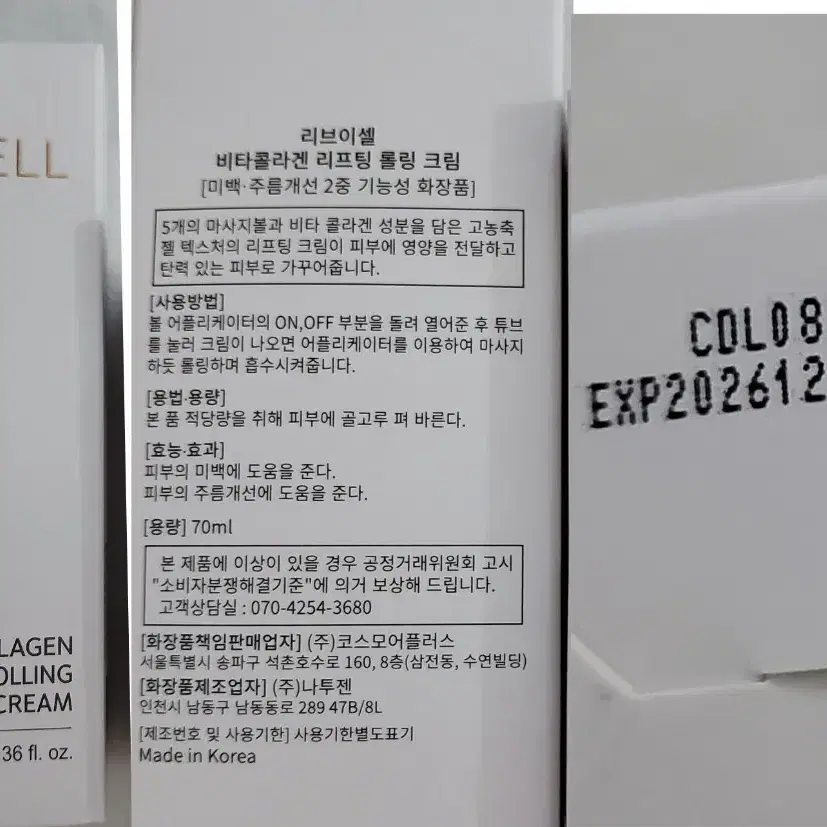 ELL
LAGEN
OLLING
CREAM
36 fl. oz.
리브이셀
비타콜라겐 리프팅 롤링 크림
[미백·주름개선 2중 기능성 화장품]
5개의 마사지볼과 비타 콜라겐 성분을 담은 고농축
젤 텍스처의 리프팅 크림이 피부에 영양을 전달하고
탄력 있는 피부로 가꾸어줍니다.
[사용방법]
볼 어플리케이터의 ON,OFF 부분을 돌려 열어준 후 튜브
를 눌러 크림이 나오면 어플리케이터를 이용하여 마사지
하듯 롤링하며 흡수시켜줍니다.
[용법·용량]
본 품 적당량을 취해 피부에 골고루 펴 바른다.
[효능·효과]
피부의 미백에 도움을 준다.
피부의 주름개선에 도움을 준다.
[용량] 70ml
본 제품에 이상이 있을 경우 공정거래위원회 고시
"소비자분쟁해결기준"에 의거 보상해 드립니다.
고객상담실 : 070-4254-3680
[화장품책임판매업자] (주)코스모어플러스
서울특별시 송파구 석촌호수로 160, 8층(삼전동, 수연빌딩)
[화장품제조업자] (주)나투젠
인천시 남동구 남동동로 289 47B/8L
[제조번호 및 사용기한] 사용기한별도표기
Made in Korea
CDL08
EXP202612